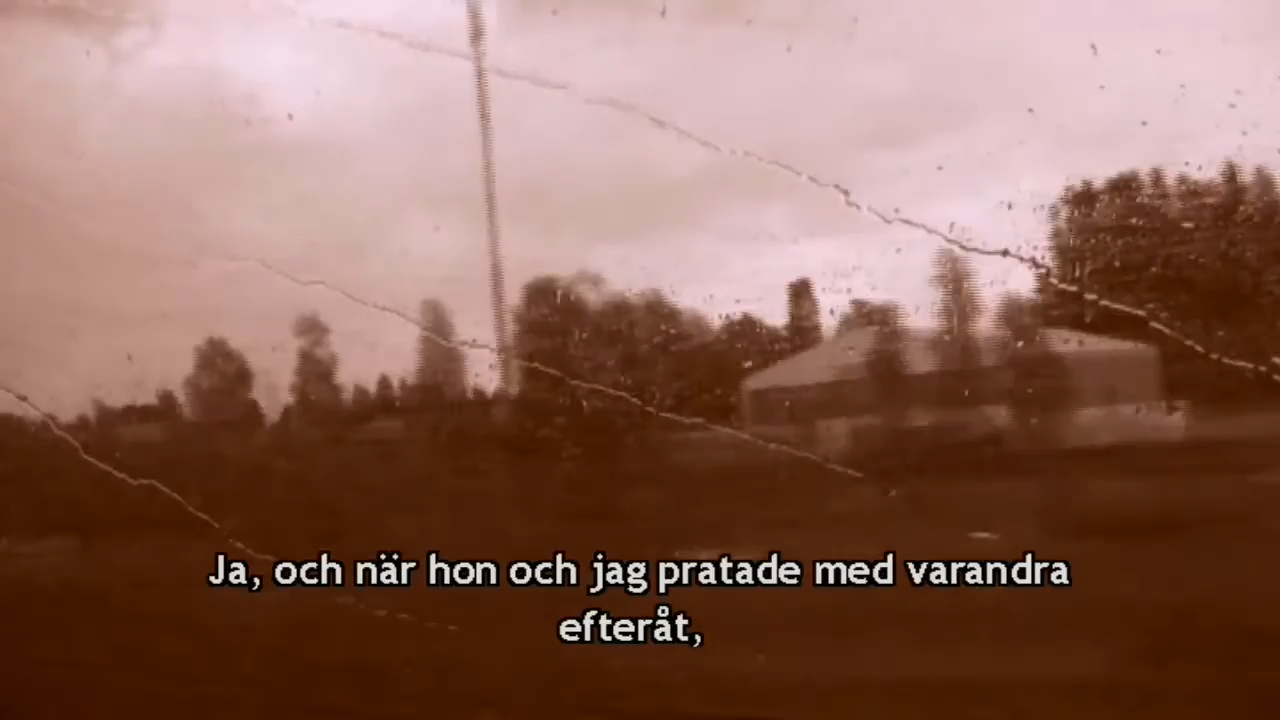 Ja, och när hon och jag pratade med varandra
efteråt,